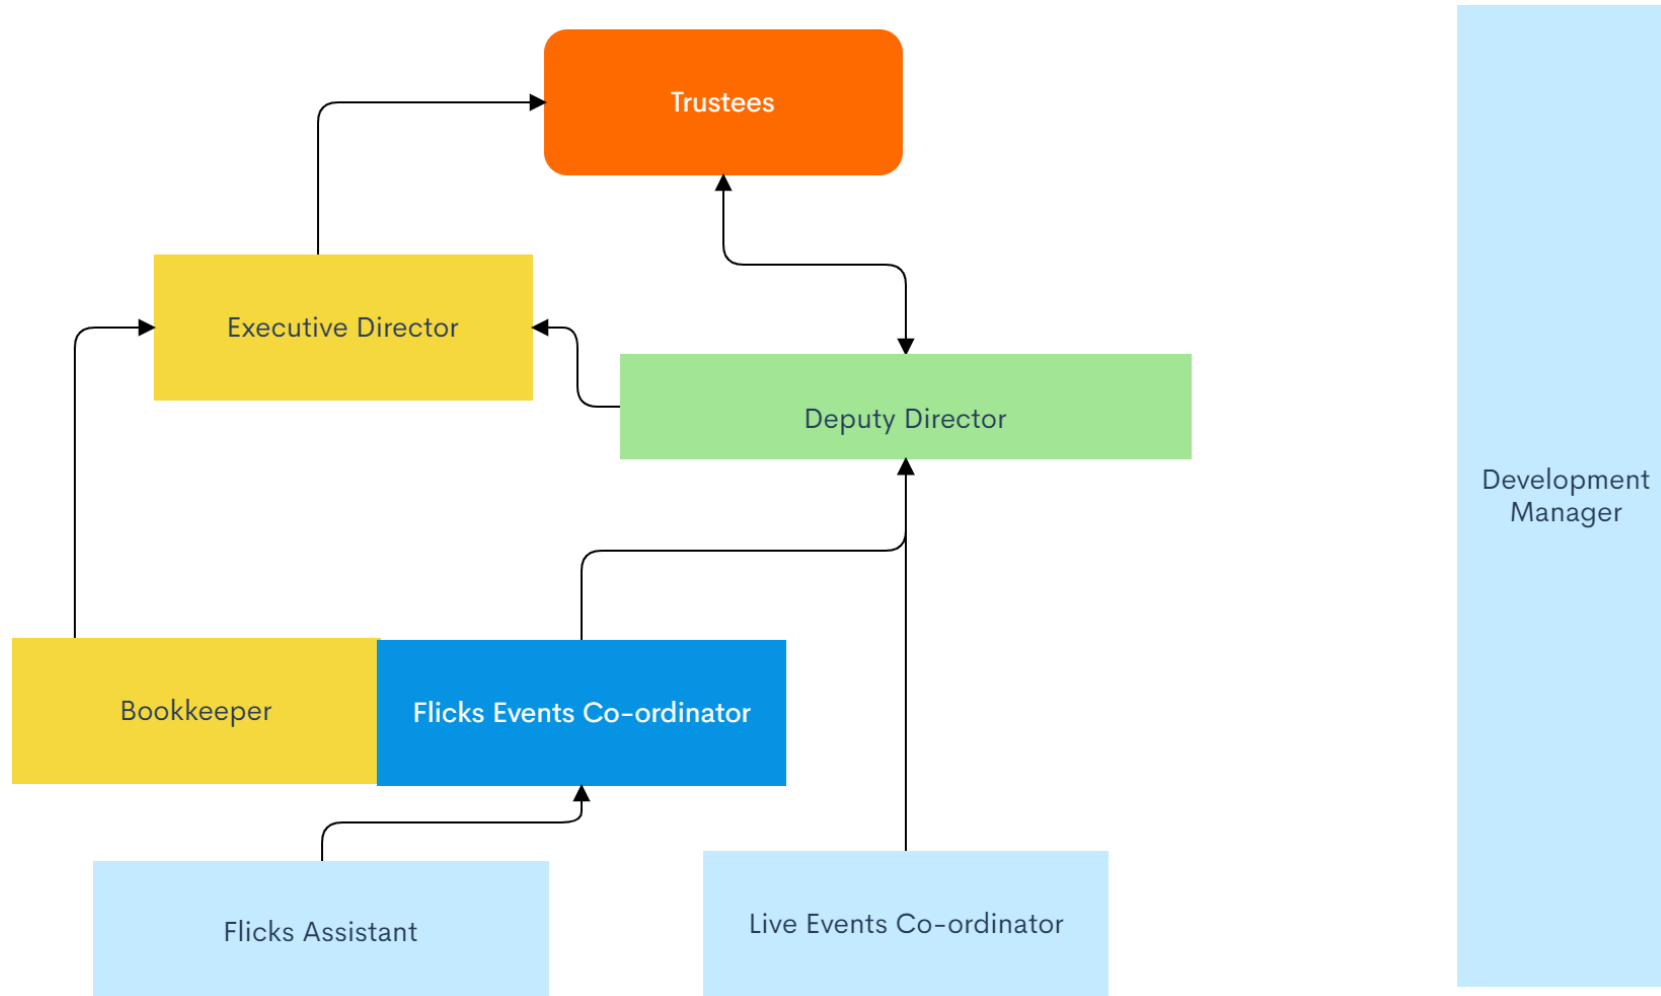 Trustees
Executive Director
Deputy Director
Development
Manager
Bookkeeper
Flicks Events Co-ordinator
Flicks Assistant
Live Events Co-ordinator